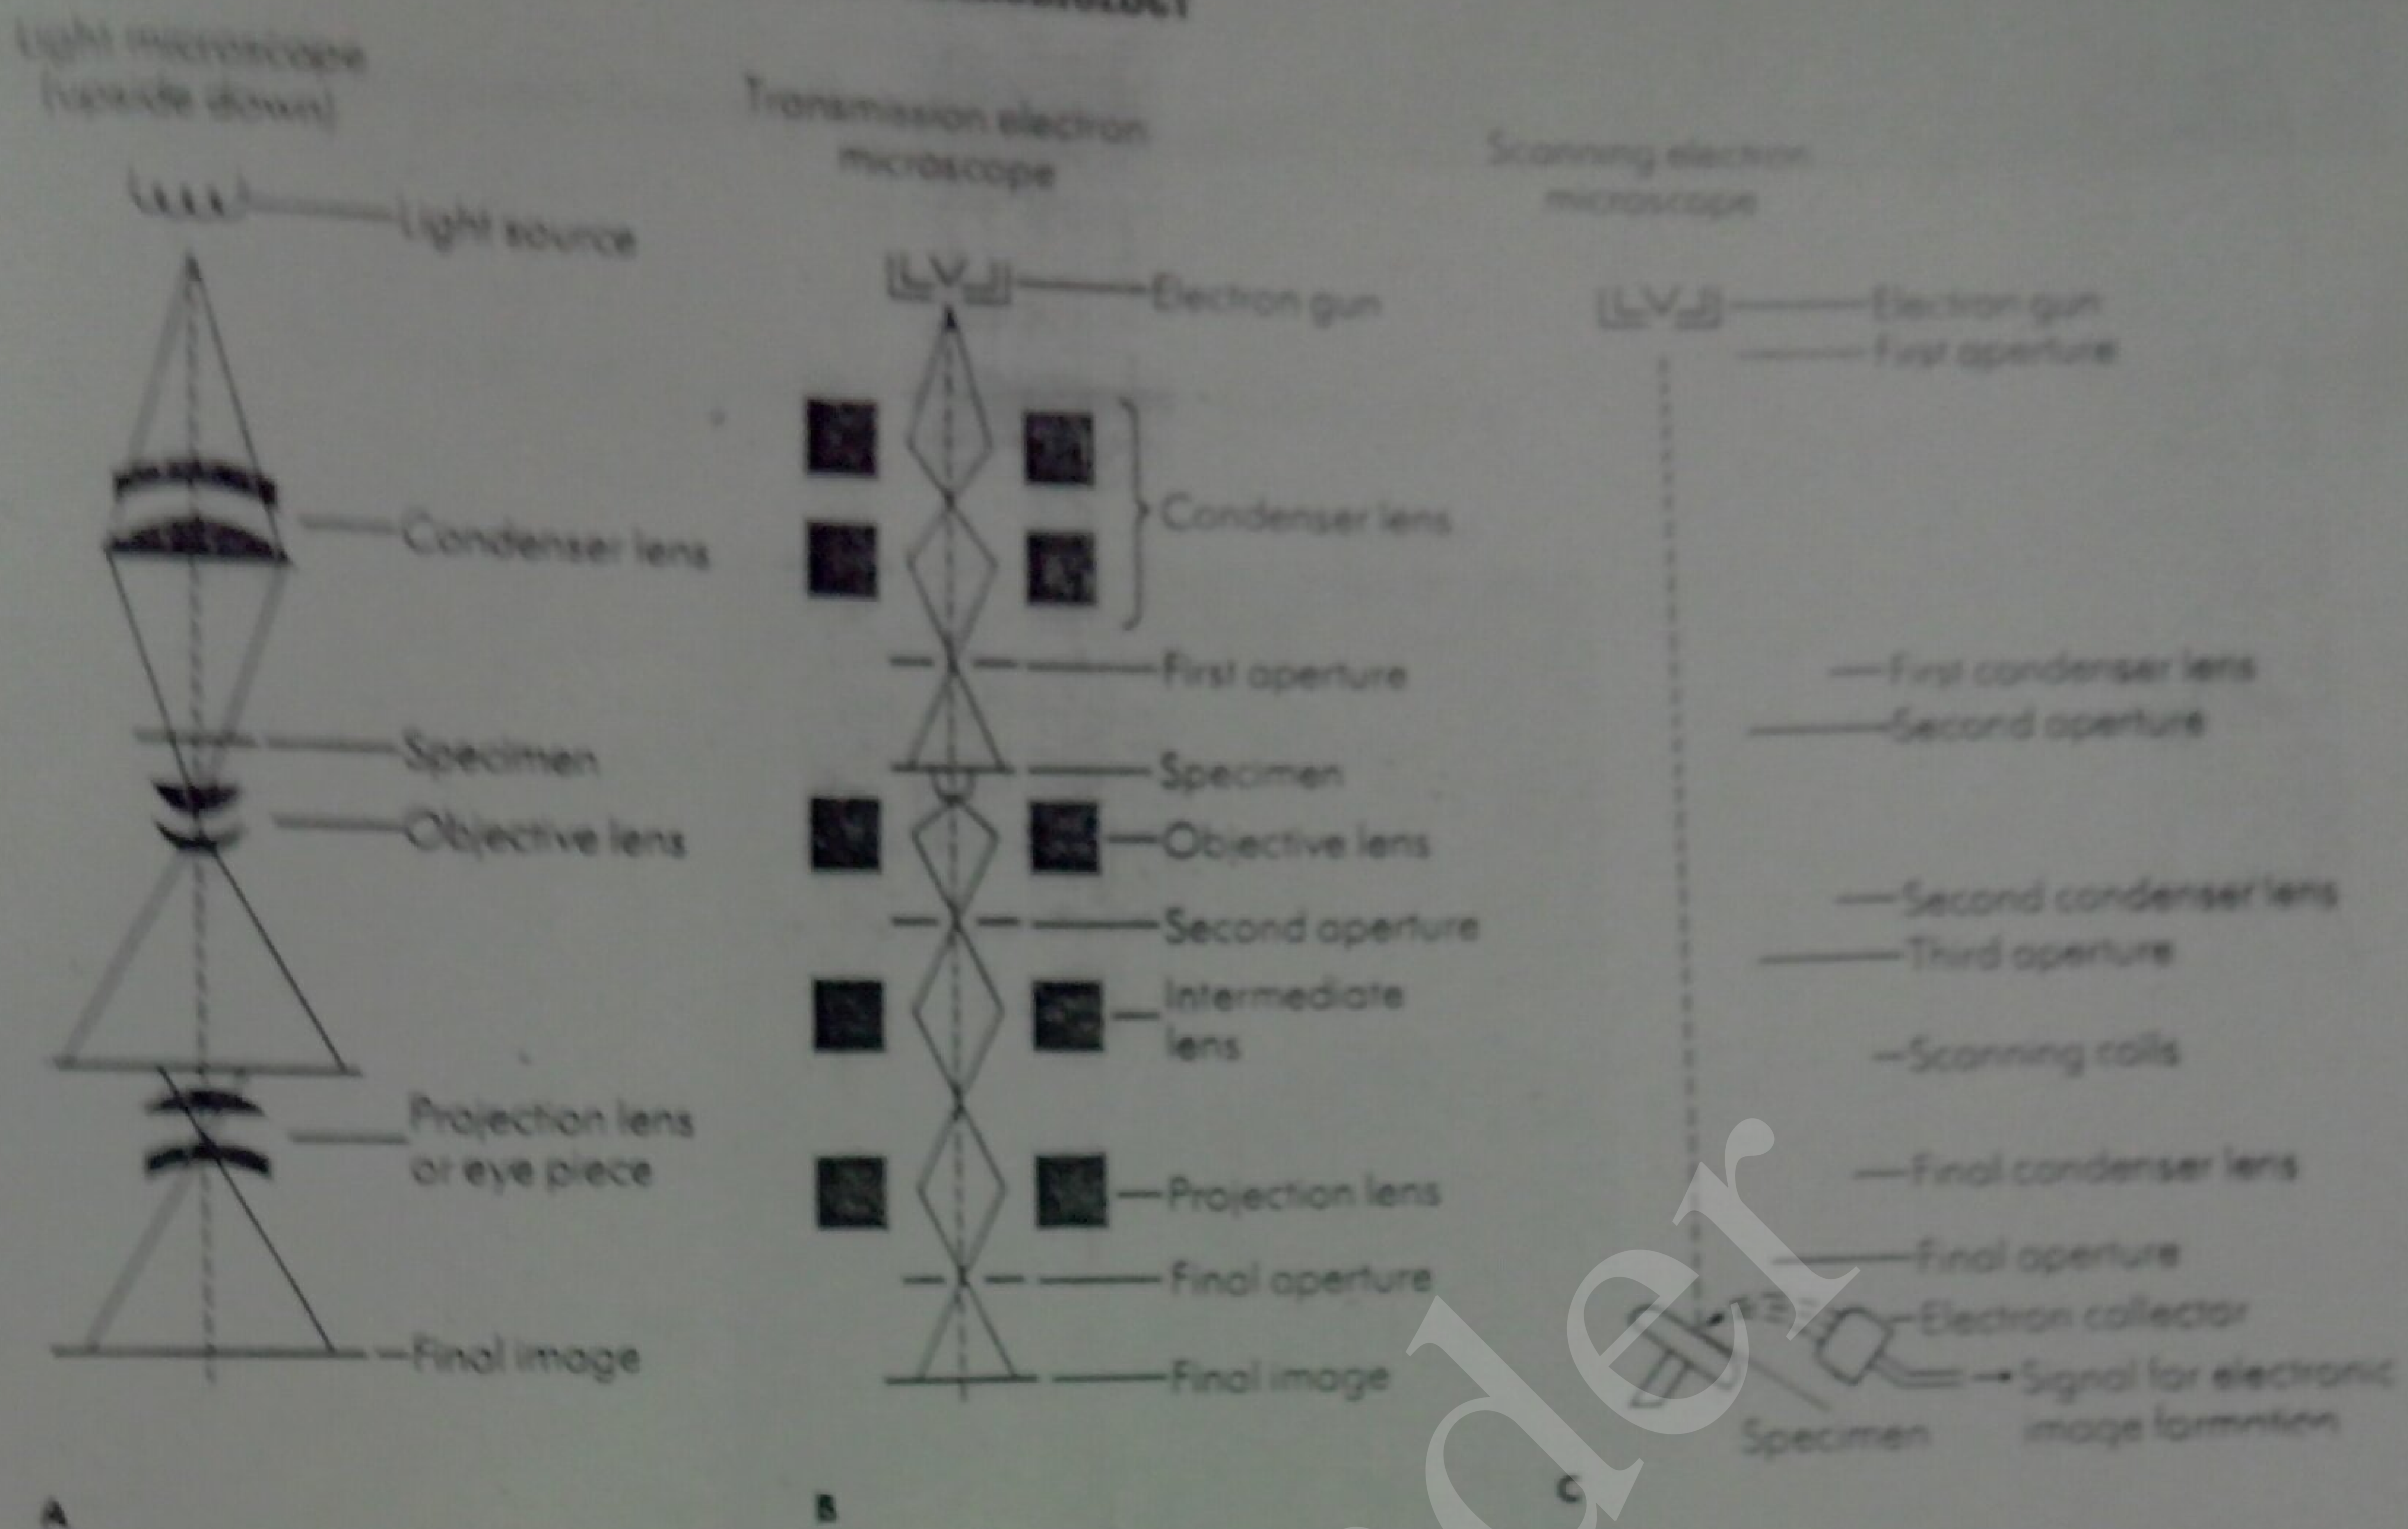 Light microscope
(upside down)
Light source
Condenser lens
Specimen
Objective lens
Projection lens
or eye piece
Final image
A
Transmission electron
microscope
Electron gun
Condenser lens
First aperture
Specimen
Objective lens
Second aperture
Intermediate
lens
Projection lens
Final aperture
Final image
B
Scanning electron
microscope
Electron gun
First aperture
First condenser lens
Second aperture
Second condenser lens
Third aperture
Scanning coils
Final condenser lens
Final aperture
Electron collector
Signal for electronic
image formation
Specimen
C